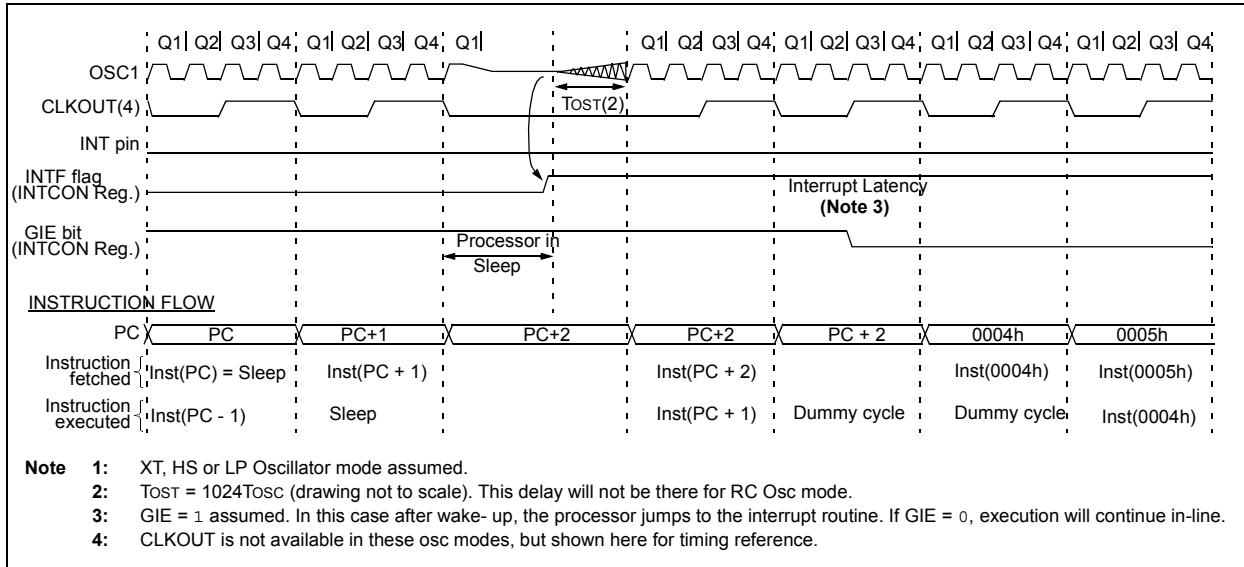 Q1 Q2 Q3 Q4 Q1 Q2 Q3 Q4 Q1 Q1 Q2 Q3 Q4 Q1 Q2 Q3 Q4 Q1 Q2 Q3 Q4 Q1 Q2 Q3 Q4
OSC1
TOST(2)
CLKOUT(4)
INT pin
INTF flag
(INTCON Reg.)
Interrupt Latency
(Note 3)
GIE bit
(INTCON Reg.)
Processor in
Sleep
INSTRUCTION FLOW
PC PC PC+1 PC+2 PC+2 PC + 2 0004h 0005h
Instruction
fetched
Inst(PC) = Sleep Inst(PC + 1) Inst(PC + 2) Inst(0004h) Inst(0005h)
Instruction
executed
Inst(PC - 1) Sleep Inst(PC + 1) Dummy cycle Dummy cycle Inst(0004h)
Note 1: XT, HS or LP Oscillator mode assumed.
2: TOST = 1024TOSC (drawing not to scale). This delay will not be there for RC Osc mode.
3: GIE = 1 assumed. In this case after wake- up, the processor jumps to the interrupt routine. If GIE = 0, execution will continue in-line.
4: CLKOUT is not available in these osc modes, but shown here for timing reference.